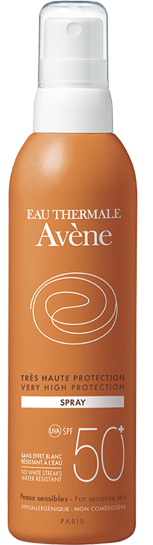 EAU THERMALE
Avène
TRÈS HAUTE PROTECTION
VERY HIGH PROTECTION
SPRAY
SANS EFFET BLANC
RÉSISTANT À L'EAU
NO WHITE STREAKS
WATER RESISTANT
UVA SPF 50+
Peaux sensibles - For sensitive skin
HYPOALLERGÉNIQUE - NON COMÉDOGÈNE
PARIS